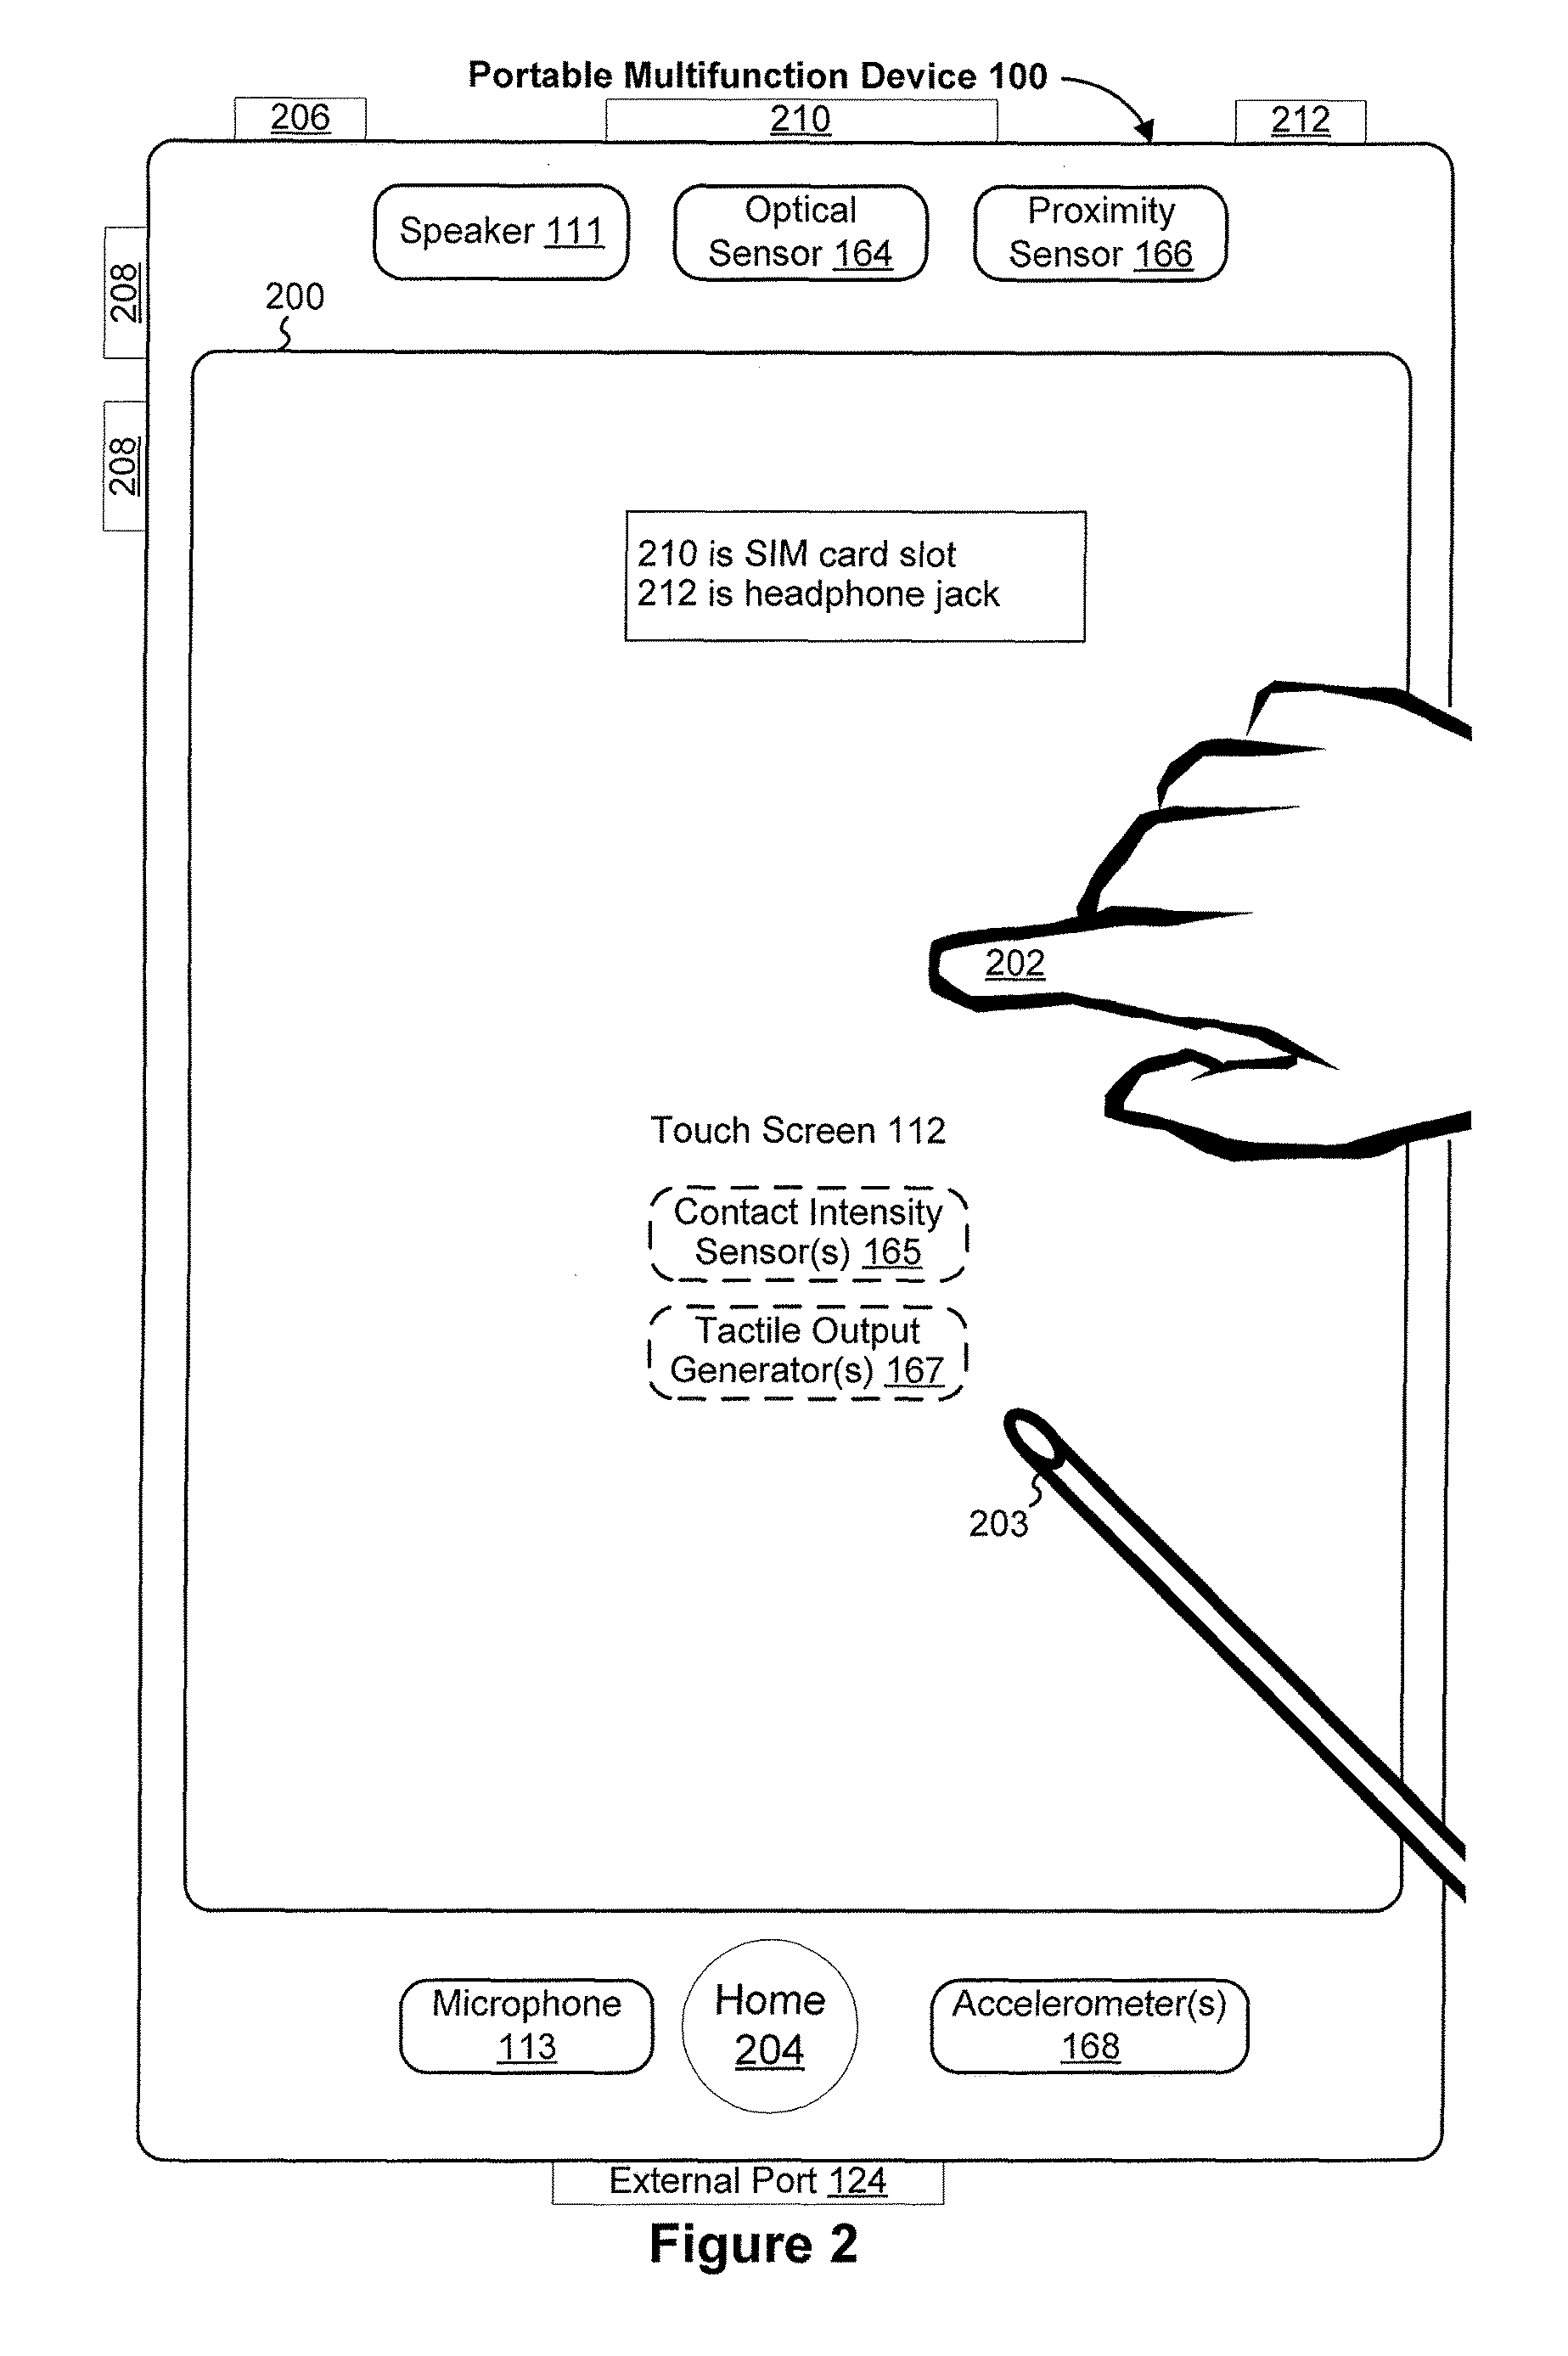 Portable Multifunction Device 100
206
210
212
Speaker 111
Optical
Sensor 164
Proximity
Sensor 166
208
200
208
210 is SIM card slot
212 is headphone jack
202
Touch Screen 112
Contact Intensity
Sensor(s) 165
Tactile Output
Generator(s) 167
203
Microphone
113
Home
204
Accelerometer(s)
168
External Port 124
Figure 2